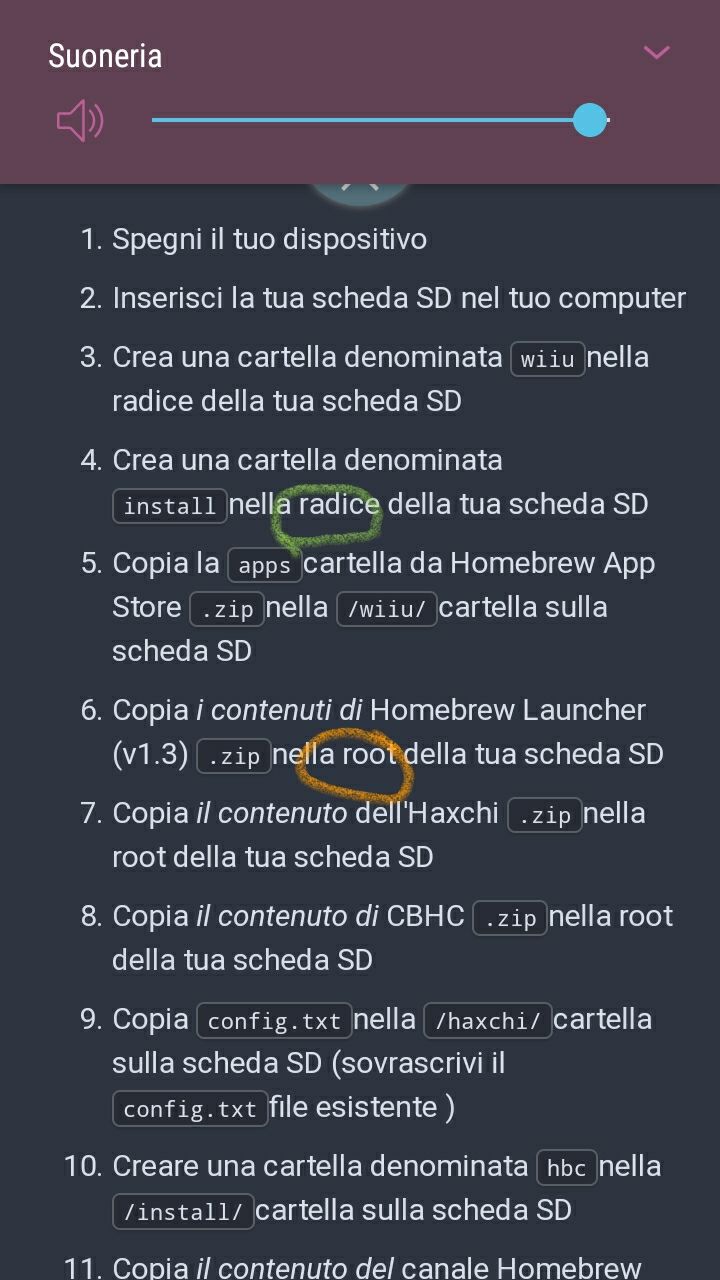 Suoneria
1. Spegni il tuo dispositivo
2. Inserisci la tua scheda SD nel tuo computer
3. Crea una cartella denominata wiiu nella
radice della tua scheda SD
4. Crea una cartella denominata
install nella radice della tua scheda SD
5. Copia la apps cartella da Homebrew App
Store .zip nella /wiiu/ cartella sulla
scheda SD
6. Copia i contenuti di Homebrew Launcher
(v1.3) .zip nella root della tua scheda SD
7. Copia il contenuto dell'Haxchi .zip nella
root della tua scheda SD
8. Copia il contenuto di CBHC .zip nella root
della tua scheda SD
9. Copia config.txt nella /haxchi/ cartella
sulla scheda SD (sovrascrivi il
config.txt file esistente )
10. Creare una cartella denominata hbc nella
/install/ cartella sulla scheda SD
11. Copia il contenuto del canale Homebrew